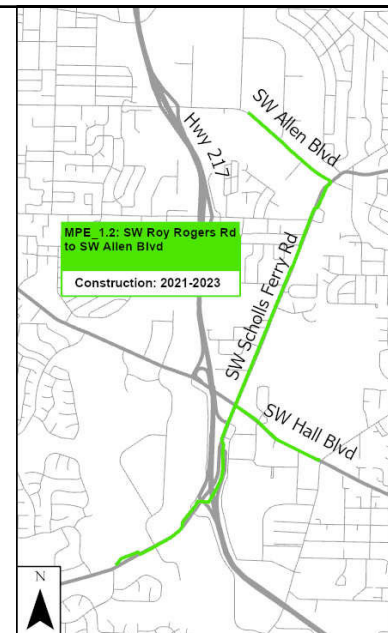 SW Allen Blvd
Hwy 217
MPE_1.2: SW Roy Rogers Rd
to SW Allen Blvd
Construction: 2021-2023
SW Scholls Ferry Rd
SW Hall Blvd
N